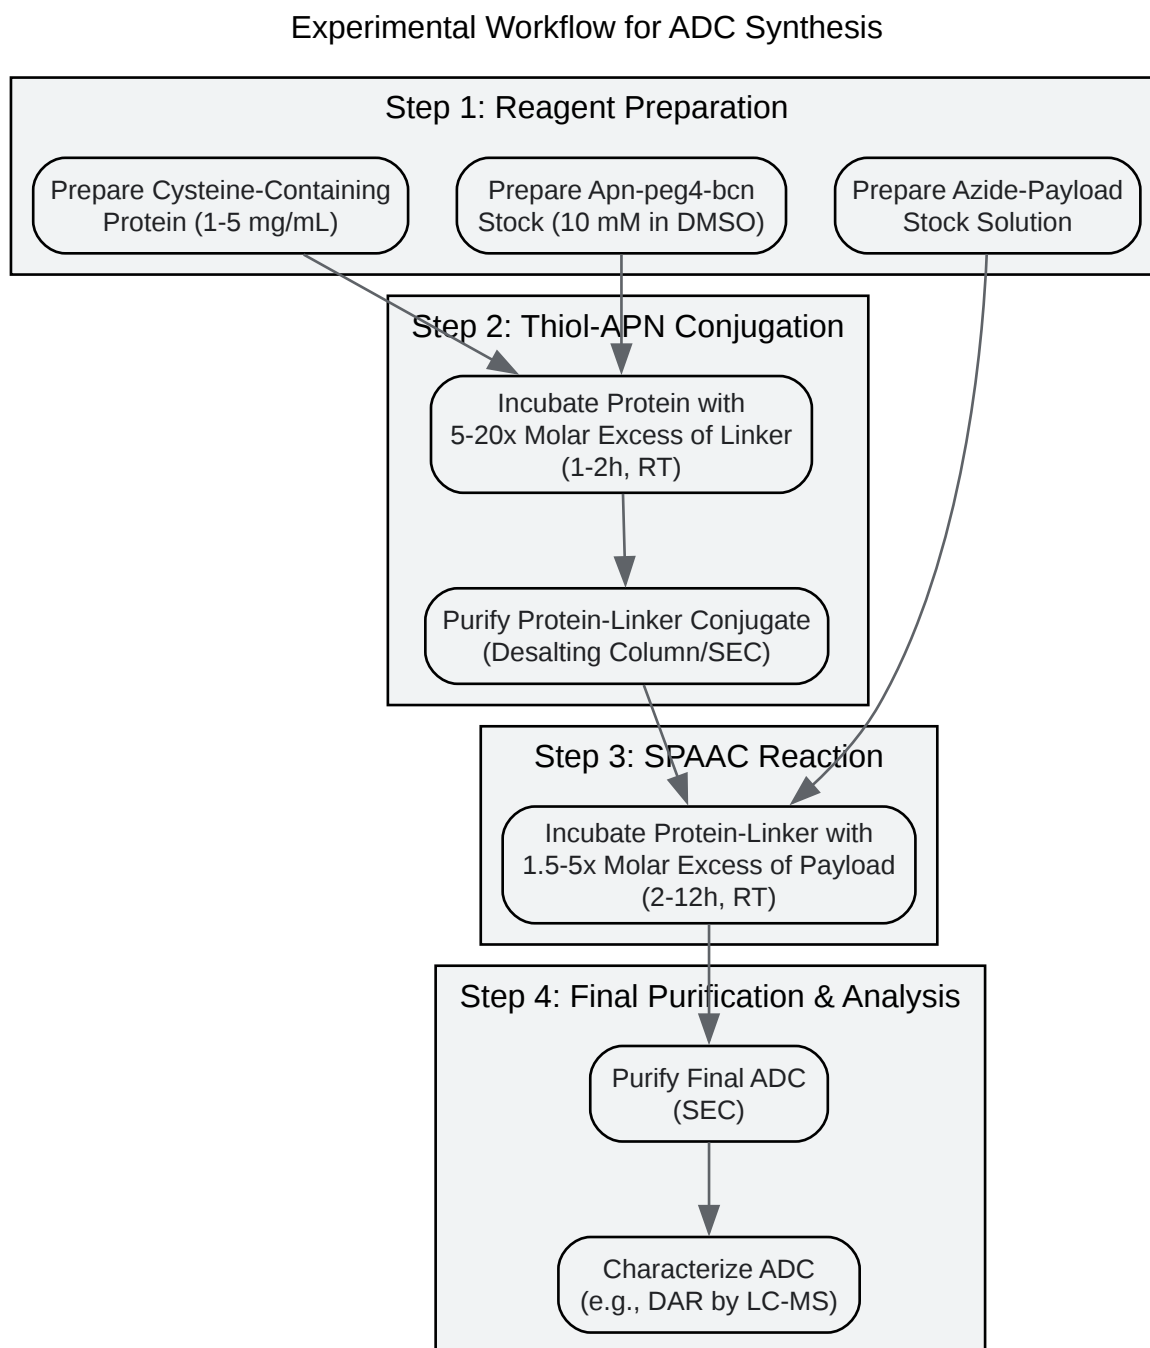 Experimental Workflow for ADC Synthesis
Step 1: Reagent Preparation
Prepare Cysteine-Containing
Protein (1-5 mg/mL)
Prepare Apn-peg4-bcn
Stock (10 mM in DMSO)
Prepare Azide-Payload
Stock Solution
Step 2: Thiol-APN Conjugation
Incubate Protein with
5-20x Molar Excess of Linker
(1-2h, RT)
Purify Protein-Linker Conjugate
(Desalting Column/SEC)
Step 3: SPAAC Reaction
Incubate Protein-Linker with
1.5-5x Molar Excess of Payload
(2-12h, RT)
Step 4: Final Purification & Analysis
Purify Final ADC
(SEC)
Characterize ADC
(e.g., DAR by LC-MS)